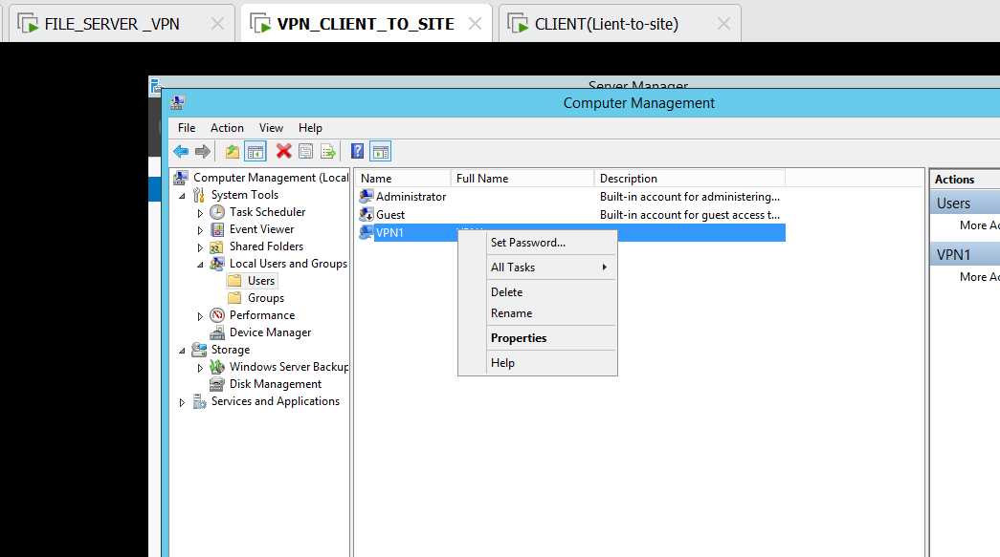 FILE_SERVER _VPN
VPN_CLIENT_TO_SITE
CLIENT(Lient-to-site)
Server Manager
Computer Management
File Action View Help
Computer Management (Local
System Tools
Task Scheduler
Event Viewer
Shared Folders
Local Users and Groups
Users
Groups
Performance
Device Manager
Storage
Windows Server Backup
Disk Management
Services and Applications
Name Full Name Description
Administrator Built-in account for administering...
Guest Built-in account for guest access t...
VPN1
Set Password...
All Tasks
Delete
Rename
Properties
Help
Actions
Users
More
VPN1
More